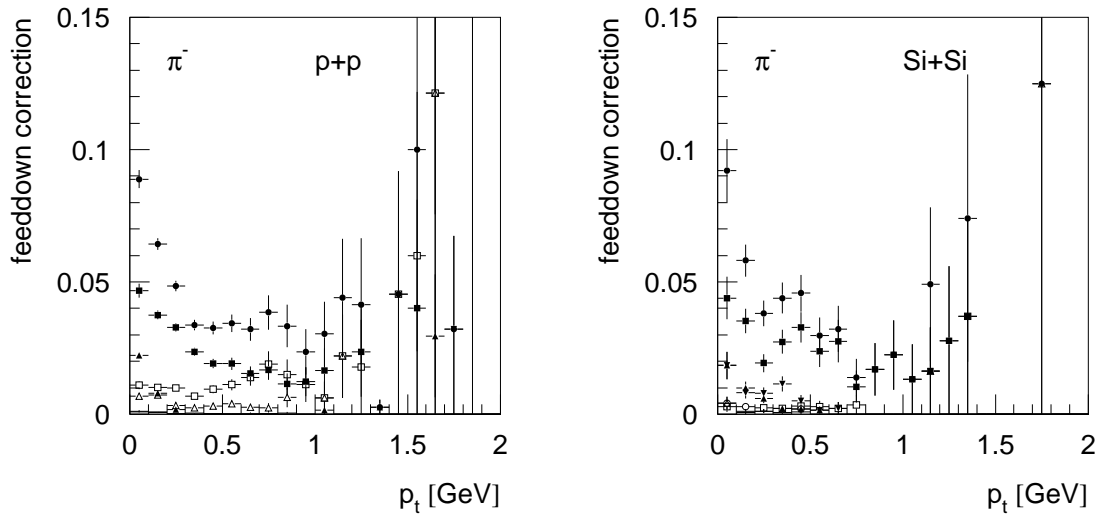 feeddown correction
0.15
0.1
0.05
0
π⁻
p+p
0 0.5 1 1.5 2
pₜ [GeV]
feeddown correction
0.15
0.1
0.05
0
π⁻
Si+Si
0 0.5 1 1.5 2
pₜ [GeV]